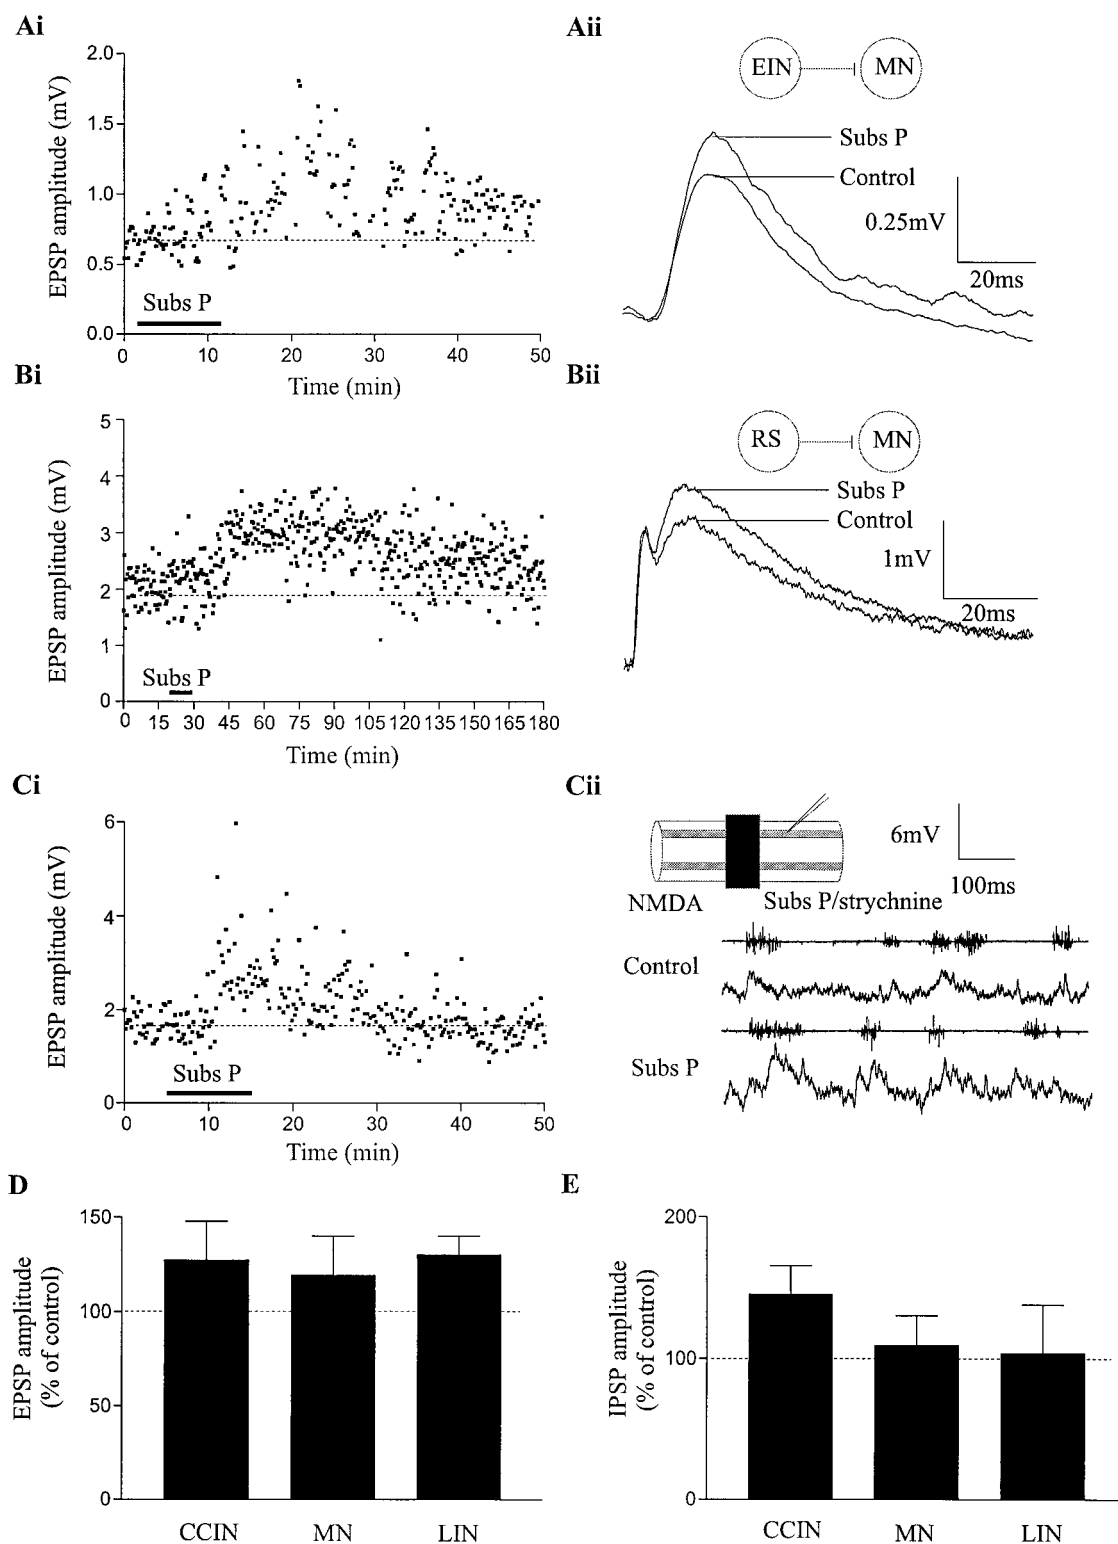 Ai
EPSP amplitude (mV)
2.0
1.5
1.0
0.5
0.0
Subs P
0 10 20 30 40 50
Time (min)
Aii
EIN MN
Subs P
Control
0.25mV
20ms
Bi
EPSP amplitude (mV)
5
4
3
2
1
0
Subs P
0 15 30 45 60 75 90 105 120 135 150 165 180
Time (min)
Bii
RS MN
Subs P
Control
1mV
20ms
Ci
EPSP amplitude (mV)
6
4
2
0
Subs P
0 10 20 30 40 50
Time (min)
Cii
6mV
100ms
NMDA Subs P/strychnine
Control
Subs P
D
EPSP amplitude
(% of control)
150
100
50
0
CCIN MN LIN
E
IPSP amplitude
(% of control)
200
100
0
CCIN MN LIN